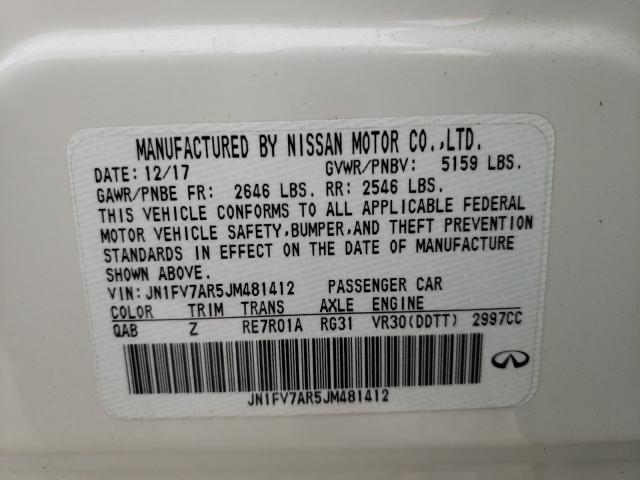 MANUFACTURED BY NISSAN MOTOR CO.,LTD.
DATE: 12/17 GVWR/PNBV: 5159 LBS.
GAWR/PNBE FR: 2646 LBS. RR: 2546 LBS.
THIS VEHICLE CONFORMS TO ALL APPLICABLE FEDERAL
MOTOR VEHICLE SAFETY,BUMPER,AND THEFT PREVENTION
STANDARDS IN EFFECT ON THE DATE OF MANUFACTURE
SHOWN ABOVE.
VIN: JN1FV7AR5JM481412 PASSENGER CAR
COLOR TRIM TRANS AXLE ENGINE
QAB Z RE7R01A RG31 VR30(DDTT) 2997CC
JN1FV7AR5JM481412